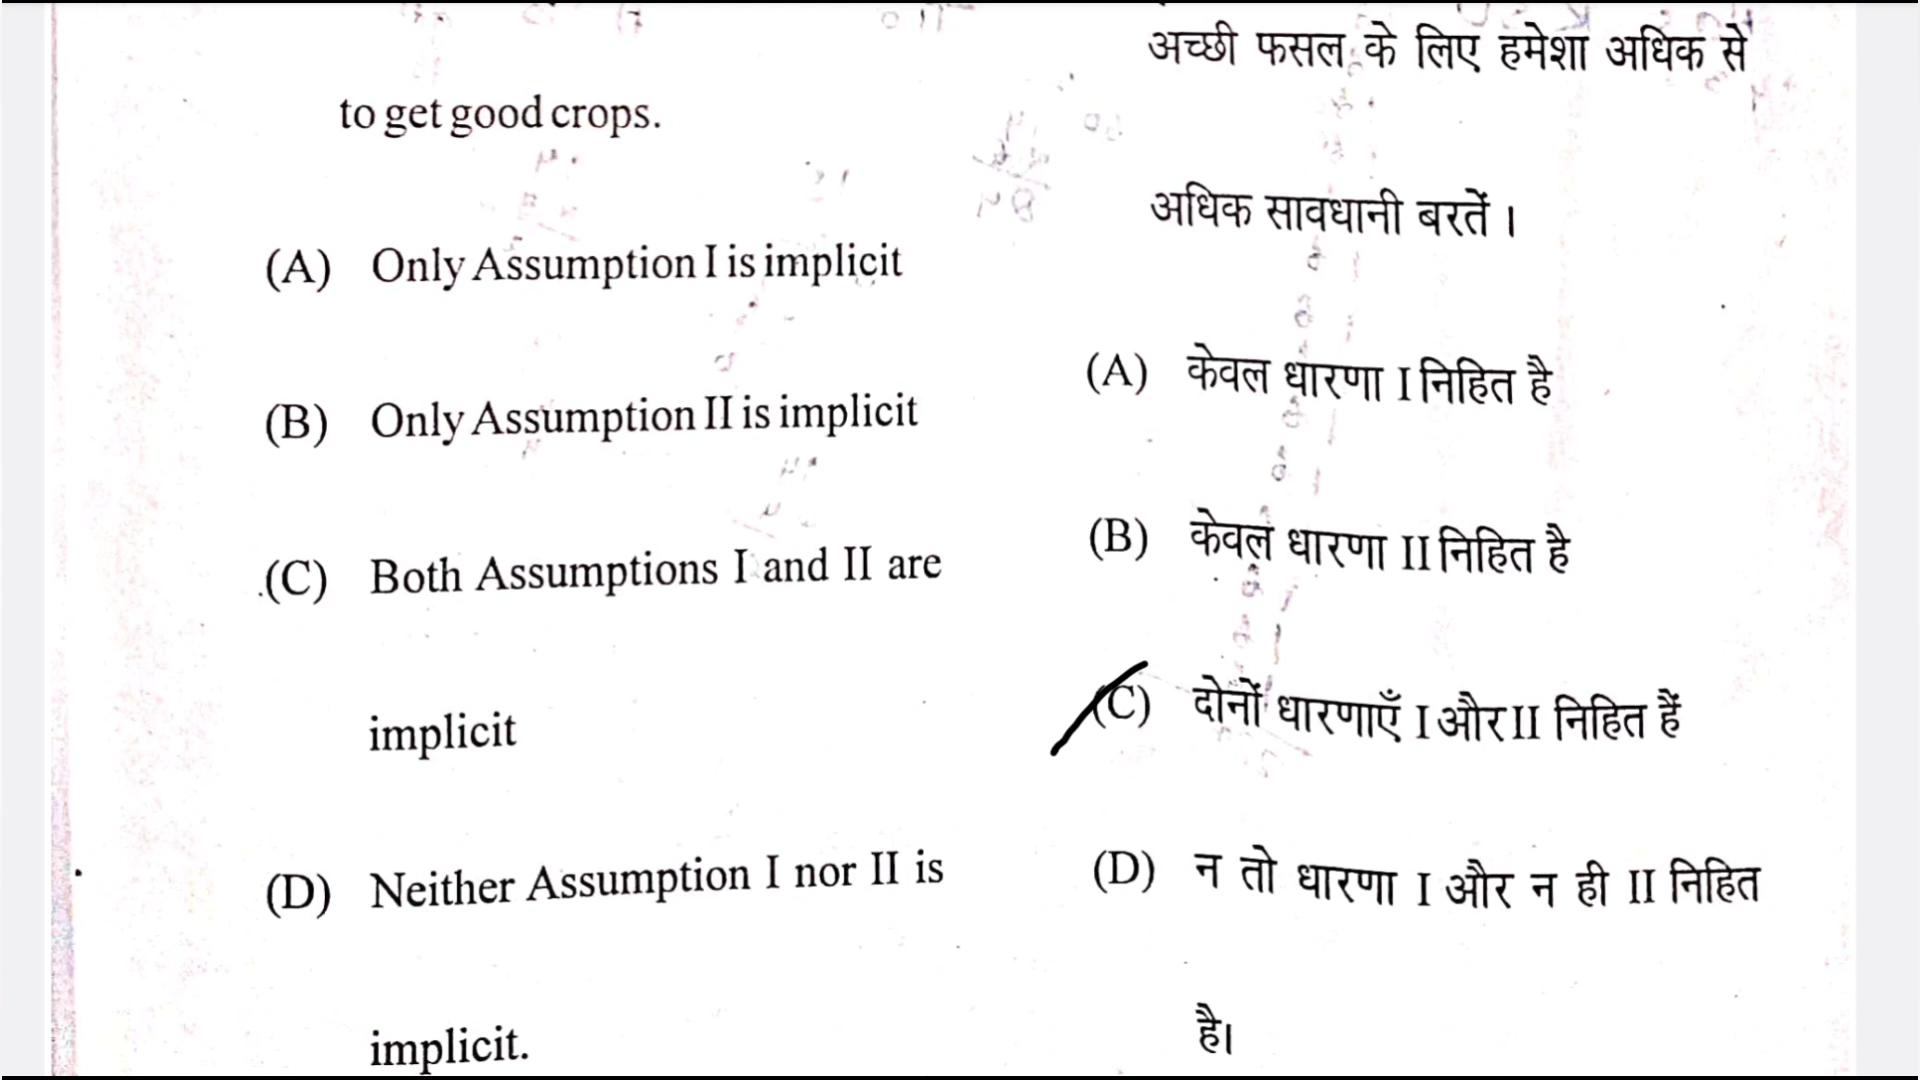 to get good crops.
(A) Only Assumption I is implicit
(B) Only Assumption II is implicit
(C) Both Assumptions I and II are
implicit
(D) Neither Assumption I nor II is
implicit.
अच्छी फसल के लिए हमेशा अधिक से
अधिक सावधानी बरतें ।
(A) केवल धारणा I निहित है
(B) केवल धारणा II निहित है
(C) दोनों धारणाएँ I और II निहित हैं
(D) न तो धारणा I और न ही II निहित
है।